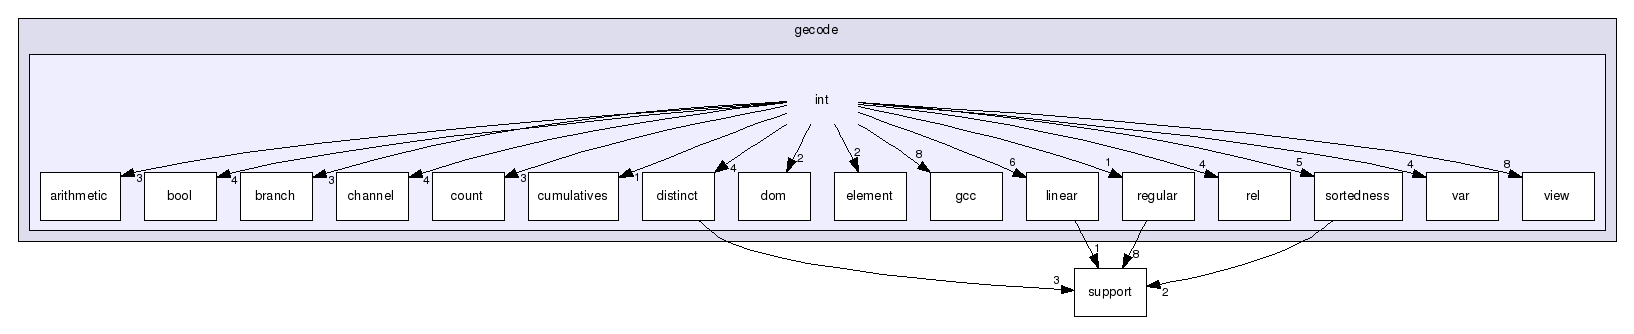 gecode
int
2 2 8 6 1 4 5 4 8
3 4 3 4 3 1 4
arithmetic bool branch channel count cumulatives distinct dom element gcc linear regular rel sortedness var view
1 8
3 2
support